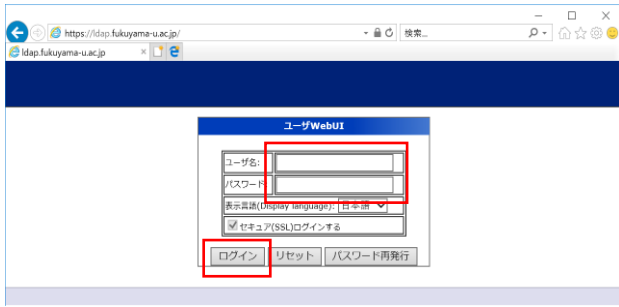 https://ldap.fukuyama-u.ac.jp/
検索...
ldap.fukuyama-u.ac.jp
ユーザWebUI
ユーザ名:
パスワード
表示言語(Display language): 日本語
セキュア(SSL)ログインする
ログイン リセット パスワード再発行